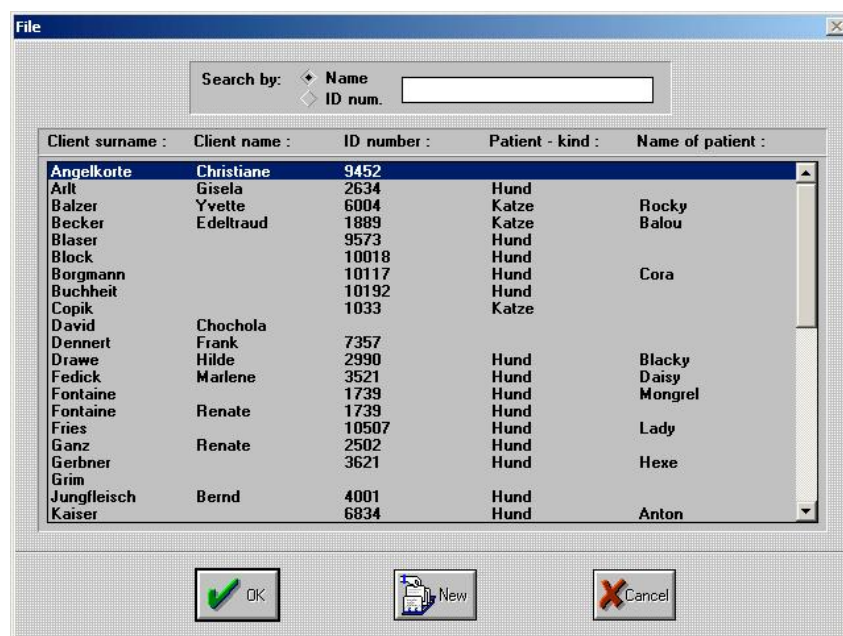 File
Search by: Name
ID num.
Client surname : Client name : ID number : Patient - kind : Name of patient :
Angelkorte Christiane 9452
Arlt Gisela 2634 Hund
Balzer Yvette 6004 Katze Rocky
Becker Edeltraud 1889 Katze Balou
Blaser 9573 Hund
Block 10018 Hund
Borgmann 10117 Hund Cora
Buchheit 10192 Hund
Copik 1033 Katze
David Chochola
Dennert Frank 7357
Drawe Hilde 2990 Hund Blacky
Fedick Marlene 3521 Hund Daisy
Fontaine 1739 Hund Mongrel
Fontaine Renate 1739 Hund
Fries 10507 Hund Lady
Ganz Renate 2502 Hund
Gerbner 3621 Hund Hexe
Grim
Jungfleisch Bernd 4001 Hund
Kaiser 6834 Hund Anton
OK New Cancel